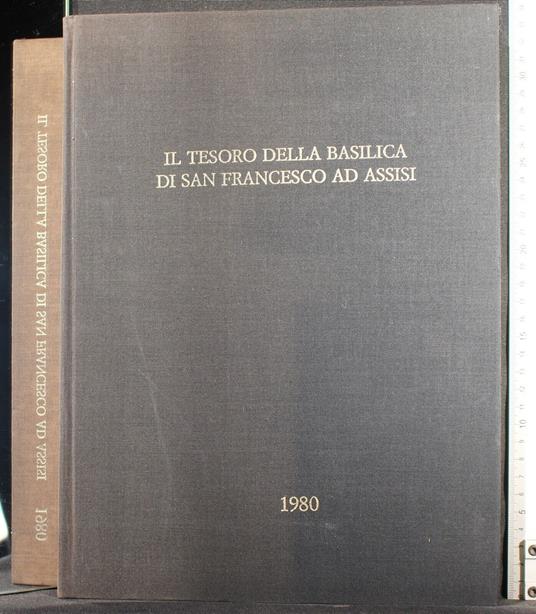 IL TESORO DELLA BASILICA
DI SAN FRANCESCO AD ASSISI
1980
IL TESORO DELLA BASILICA DI SAN FRANCESCO AD ASSISI 1980